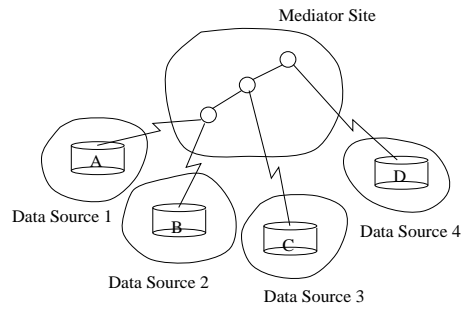 Mediator Site
A
Data Source 1
B
Data Source 2
C
Data Source 3
D
Data Source 4